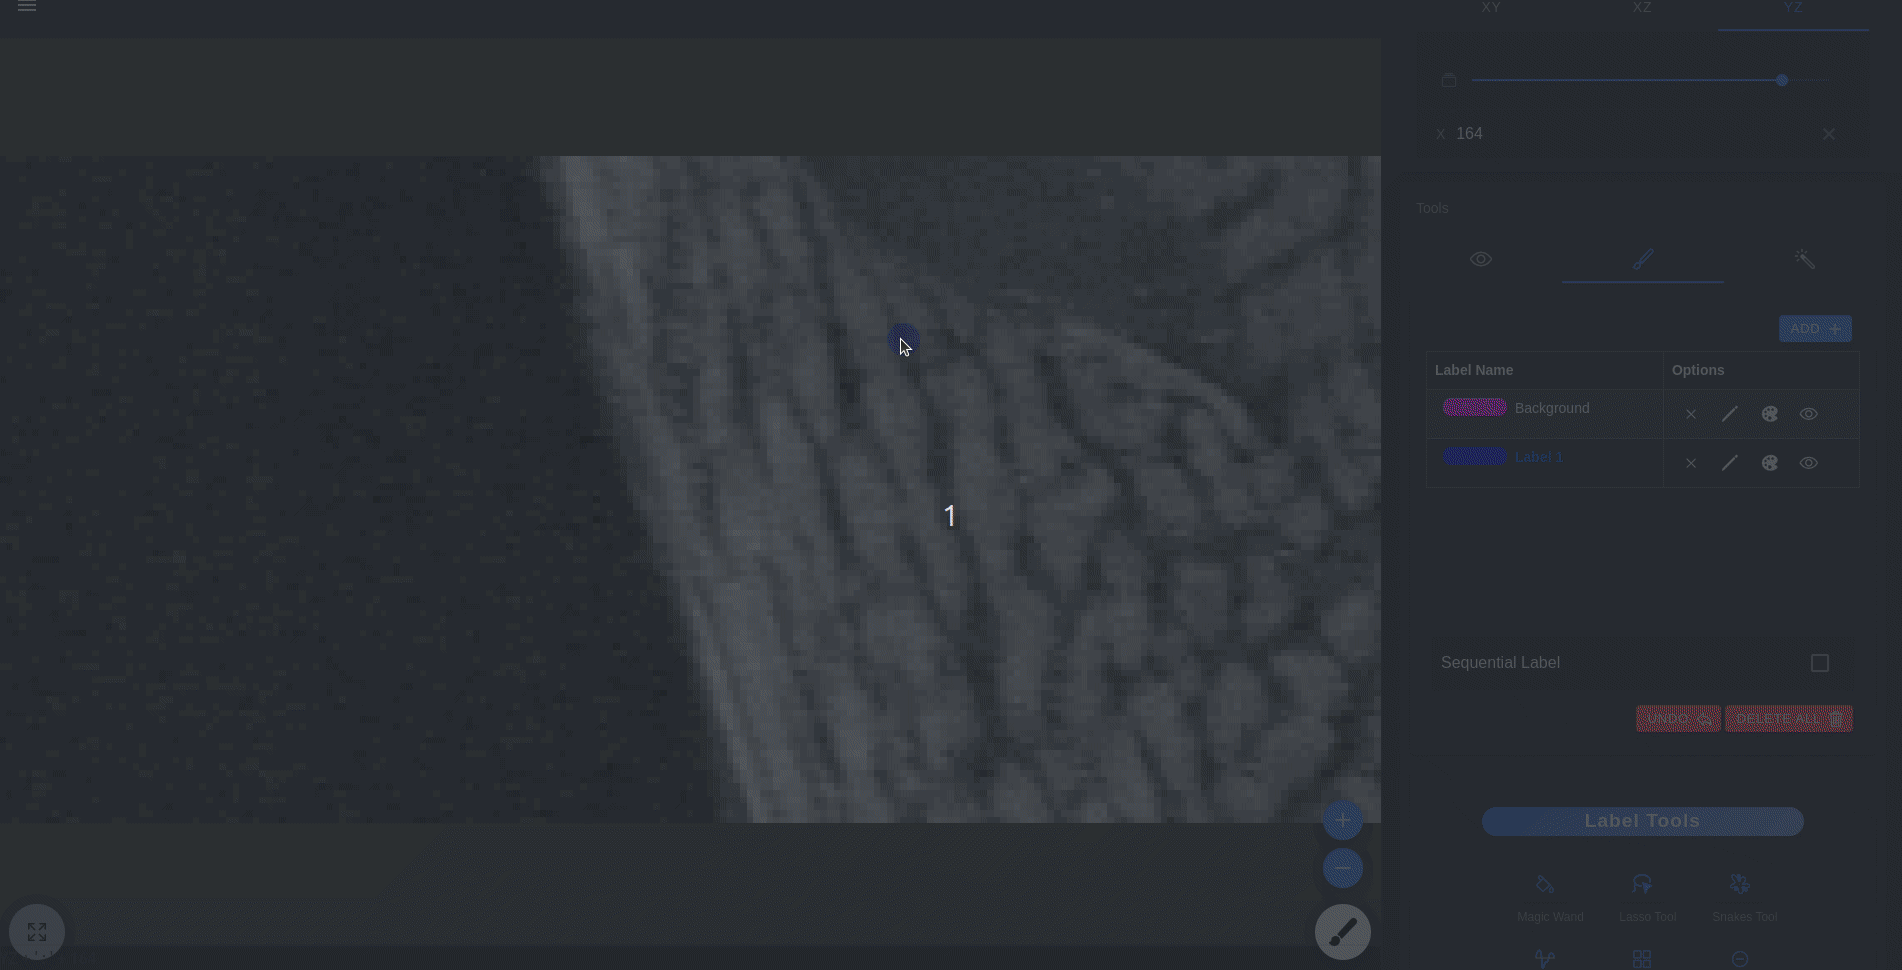 XY XZ YZ
X 164
Tools
ADD +
Label Name Options
Background
Label 1
1
Sequential Label
UNDO DELETE ALL
Label Tools
Magic Wand Lasso Tool Snakes Tool